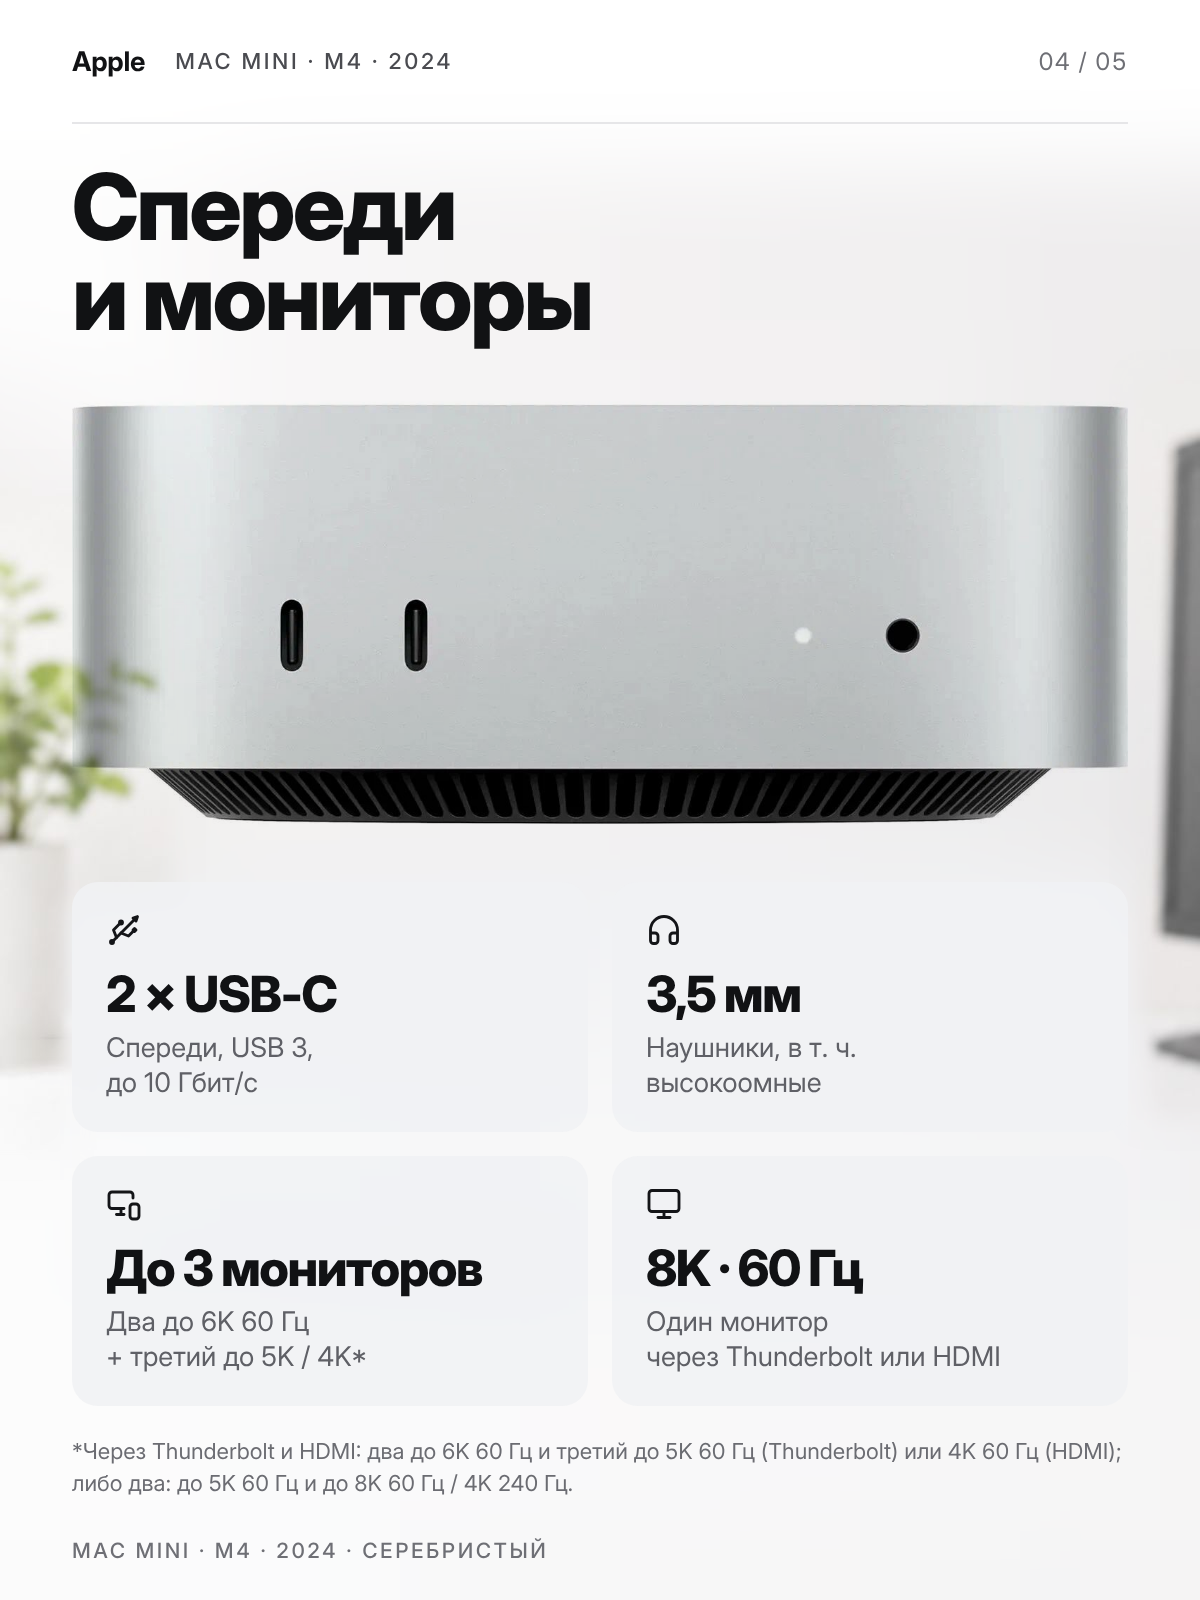 Apple MAC MINI · M4 · 2024 04 / 05
Спереди
и мониторы
2 × USB-C
Спереди, USB 3,
до 10 Гбит/с
3,5 мм
Наушники, в т. ч.
высокоомные
До 3 мониторов
Два до 6K 60 Гц
+ третий до 5K / 4K*
8K · 60 Гц
Один монитор
через Thunderbolt или HDMI
*Через Thunderbolt и HDMI: два до 6K 60 Гц и третий до 5K 60 Гц (Thunderbolt) или 4K 60 Гц (HDMI);
либо два: до 5K 60 Гц и до 8K 60 Гц / 4K 240 Гц.
MAC MINI · M4 · 2024 · СЕРЕБРИСТЫЙ